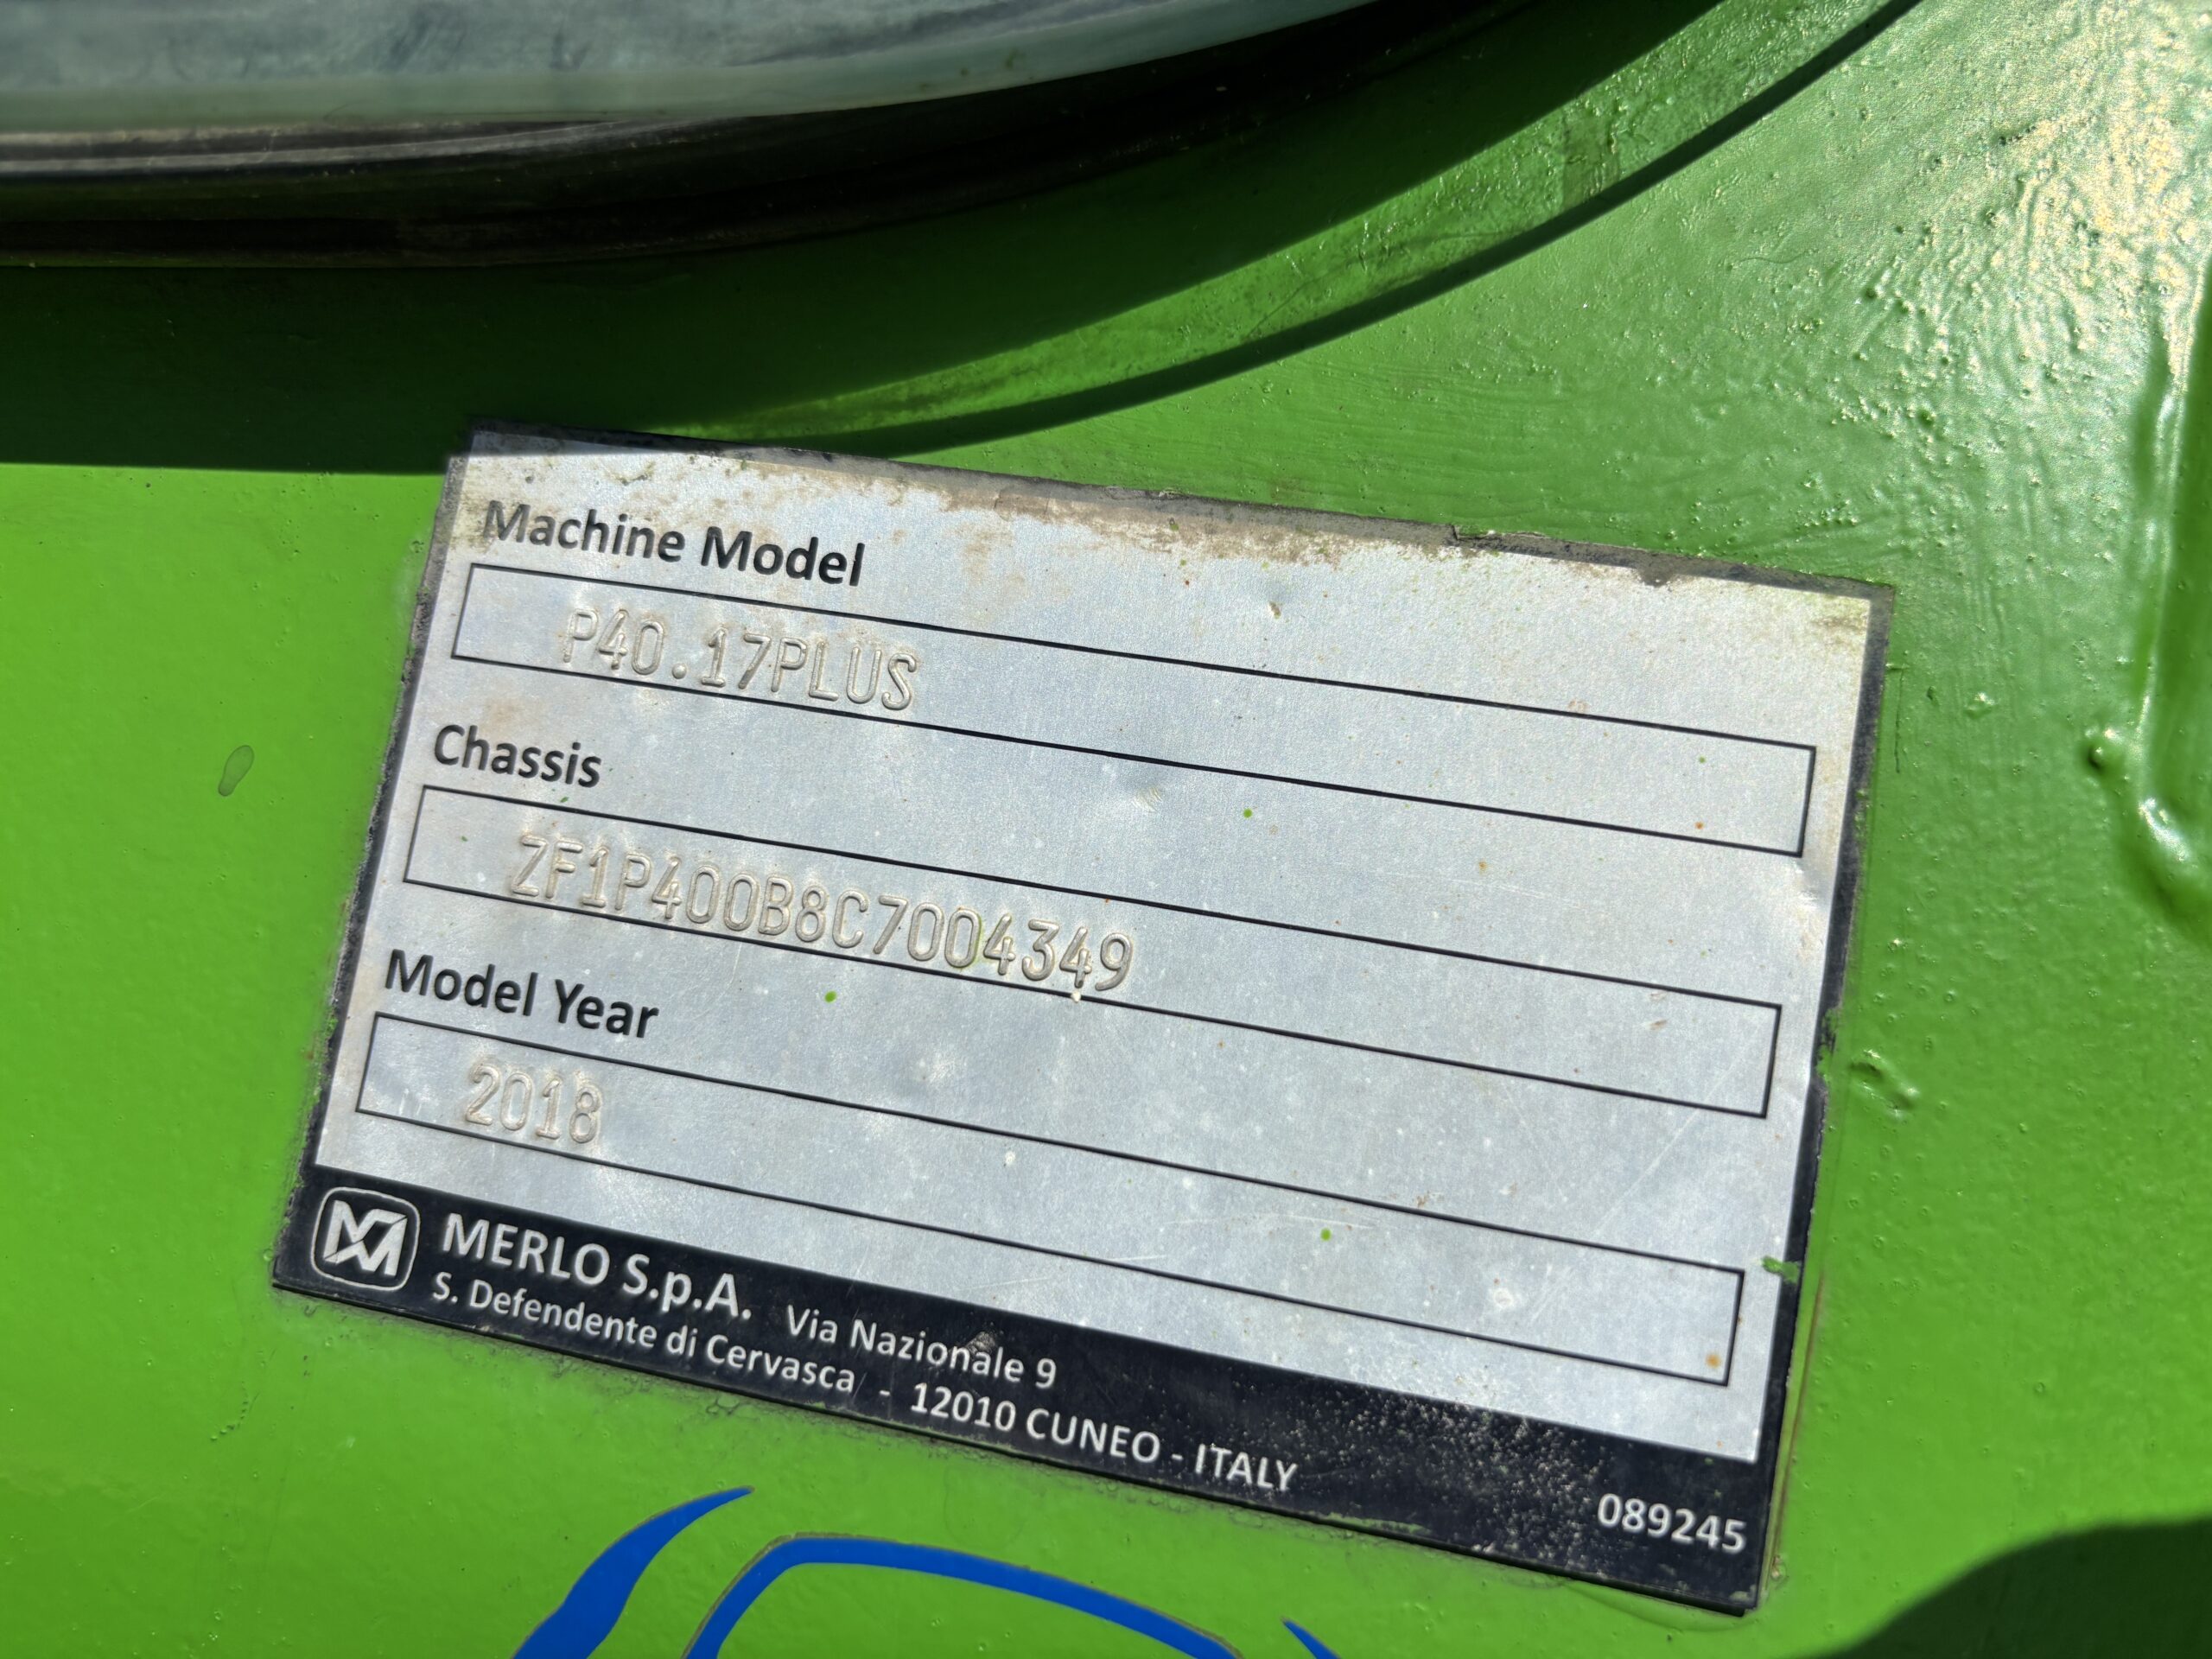 Machine Model
P40.17PLUS
Chassis
ZF1P400B8C7004349
Model Year
2018
MERLO S.p.A. Via Nazionale 9
S. Defendente di Cervasca - 12010 CUNEO - ITALY
089245